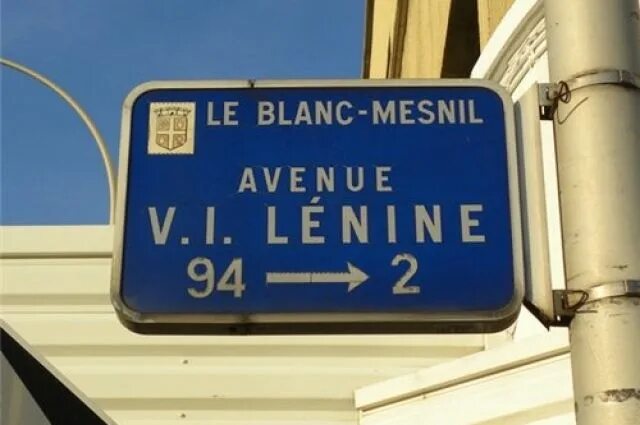 LE BLANC-MESNIL
AVENUE
V.I. LÉNINE
94 → 2